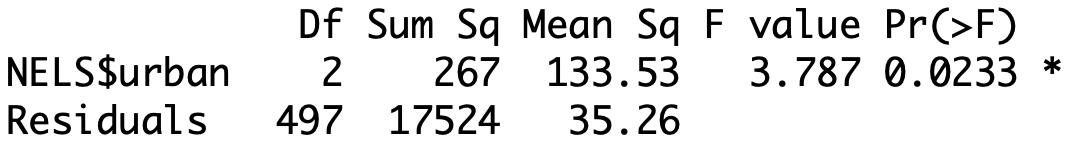 Df Sum Sq Mean Sq F value Pr(>F)
NELS$urban 2 267 133.53 3.787 0.0233 *
Residuals 497 17524 35.26